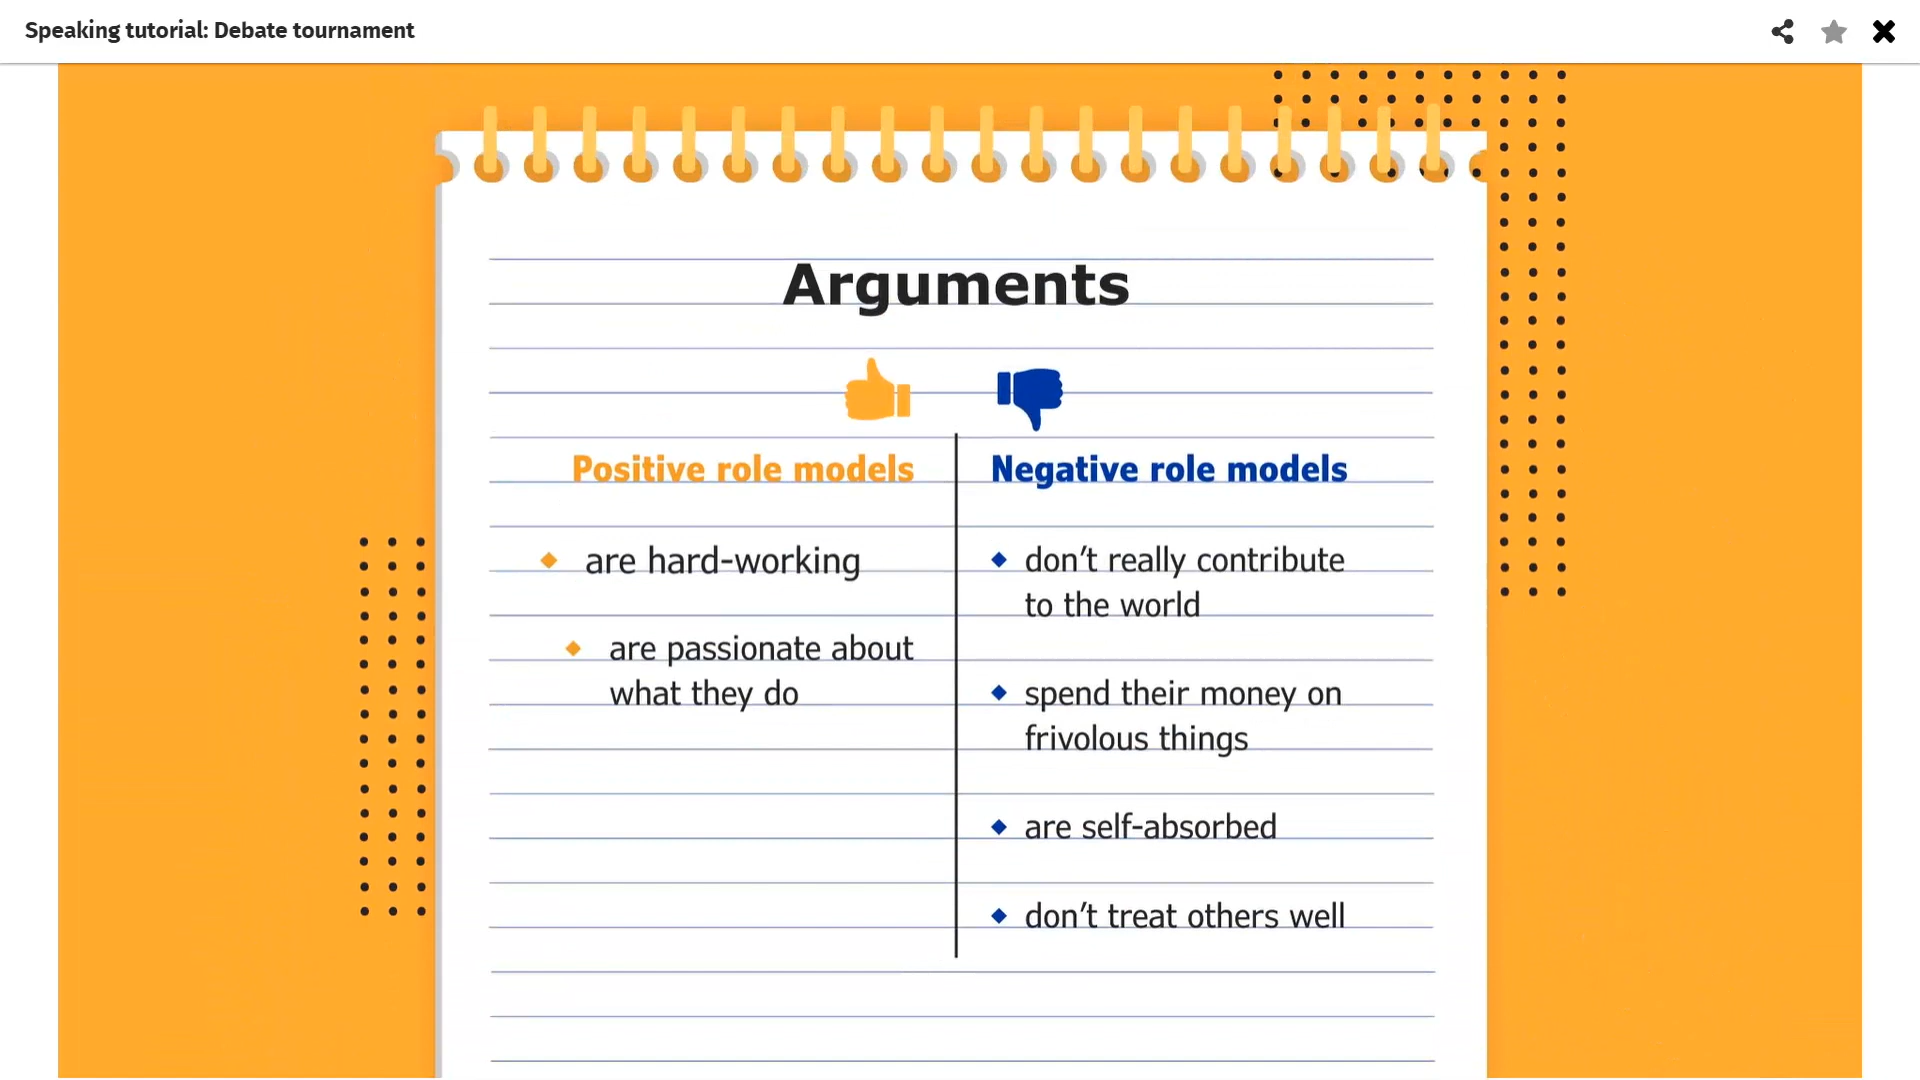 Speaking tutorial: Debate tournament
Arguments
Positive role models
are hard-working
are passionate about
what they do
Negative role models
don't really contribute
to the world
spend their money on
frivolous things
are self-absorbed
don't treat others well